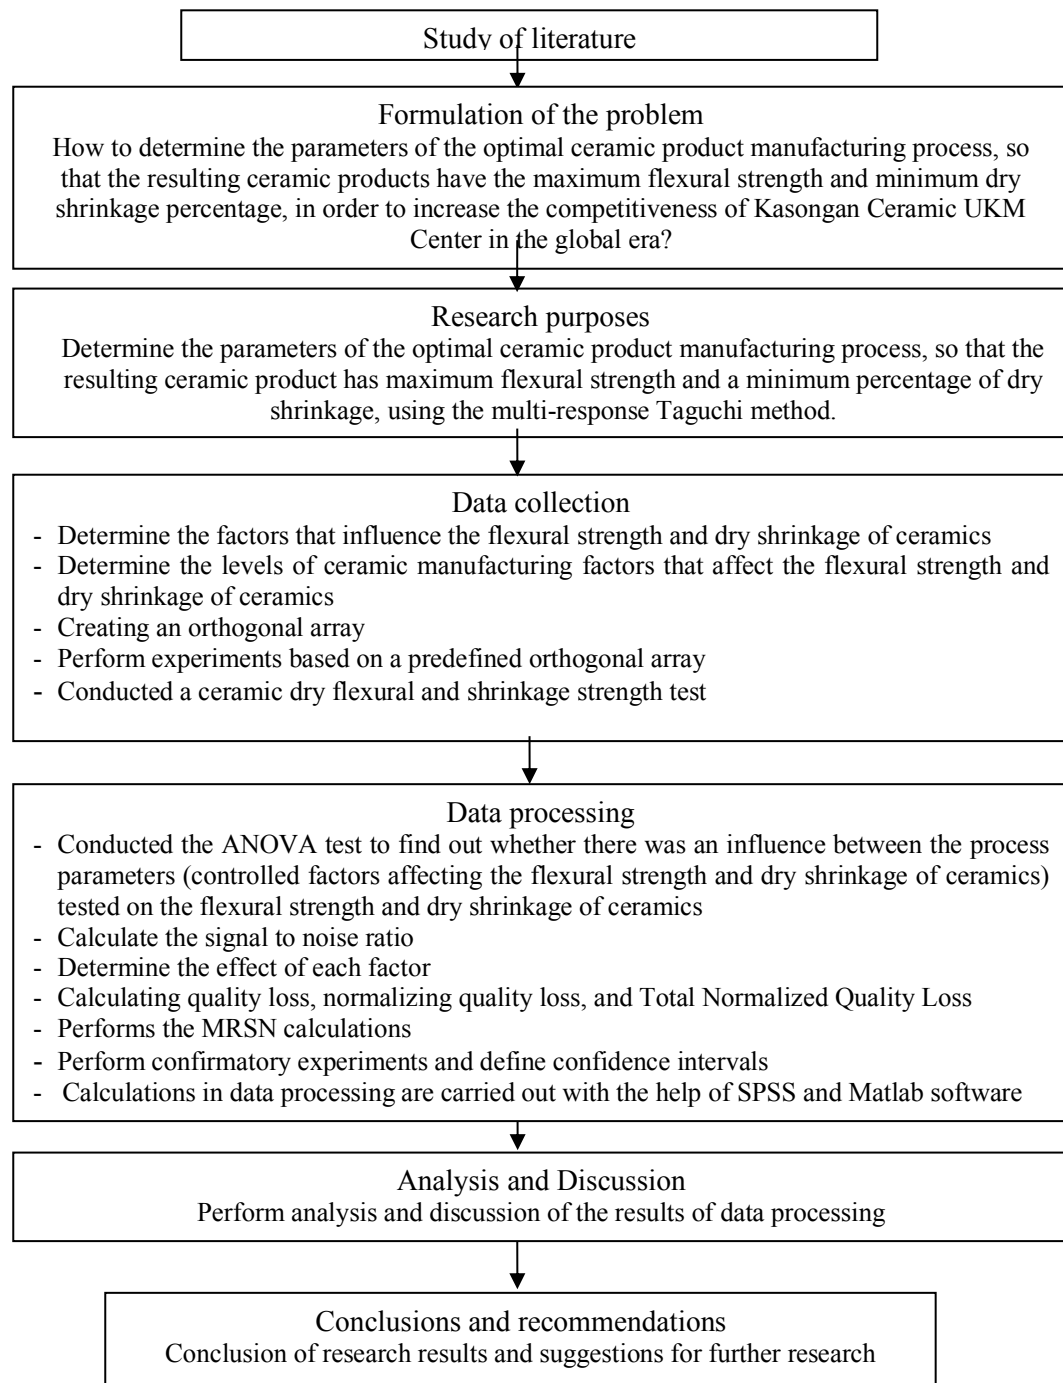 Study of literature
Formulation of the problem
How to determine the parameters of the optimal ceramic product manufacturing process, so
that the resulting ceramic products have the maximum flexural strength and minimum dry
shrinkage percentage, in order to increase the competitiveness of Kasongan Ceramic UKM
Center in the global era?
Research purposes
Determine the parameters of the optimal ceramic product manufacturing process, so that the
resulting ceramic product has maximum flexural strength and a minimum percentage of dry
shrinkage, using the multi-response Taguchi method.
Data collection
- Determine the factors that influence the flexural strength and dry shrinkage of ceramics
- Determine the levels of ceramic manufacturing factors that affect the flexural strength and
dry shrinkage of ceramics
- Creating an orthogonal array
- Perform experiments based on a predefined orthogonal array
- Conducted a ceramic dry flexural and shrinkage strength test
Data processing
- Conducted the ANOVA test to find out whether there was an influence between the process
parameters (controlled factors affecting the flexural strength and dry shrinkage of ceramics)
tested on the flexural strength and dry shrinkage of ceramics
- Calculate the signal to noise ratio
- Determine the effect of each factor
- Calculating quality loss, normalizing quality loss, and Total Normalized Quality Loss
- Performs the MRSN calculations
- Perform confirmatory experiments and define confidence intervals
- Calculations in data processing are carried out with the help of SPSS and Matlab software
Analysis and Discussion
Perform analysis and discussion of the results of data processing
Conclusions and recommendations
Conclusion of research results and suggestions for further research